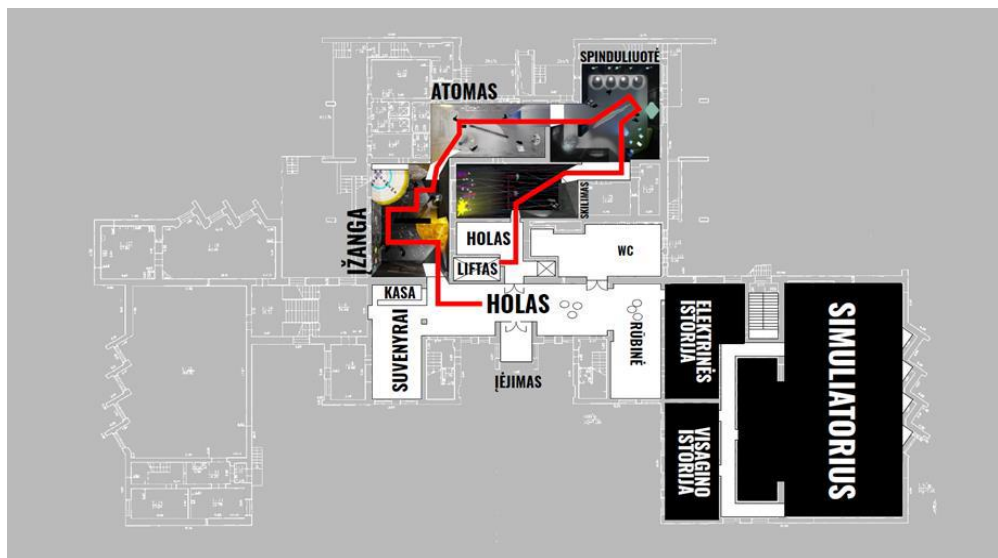 SPINDULIUOTĖ
ATOMAS
ĮŽANGA
SKILIMAS
HOLAS
WC
LIFTAS
KASA
HOLAS
SUVENYRAI
RŪBINĖ
ĮĖJIMAS
ELEKTRINĖS
ISTORIJA
VISAGINO
ISTORIJA
SIMULIATORIUS